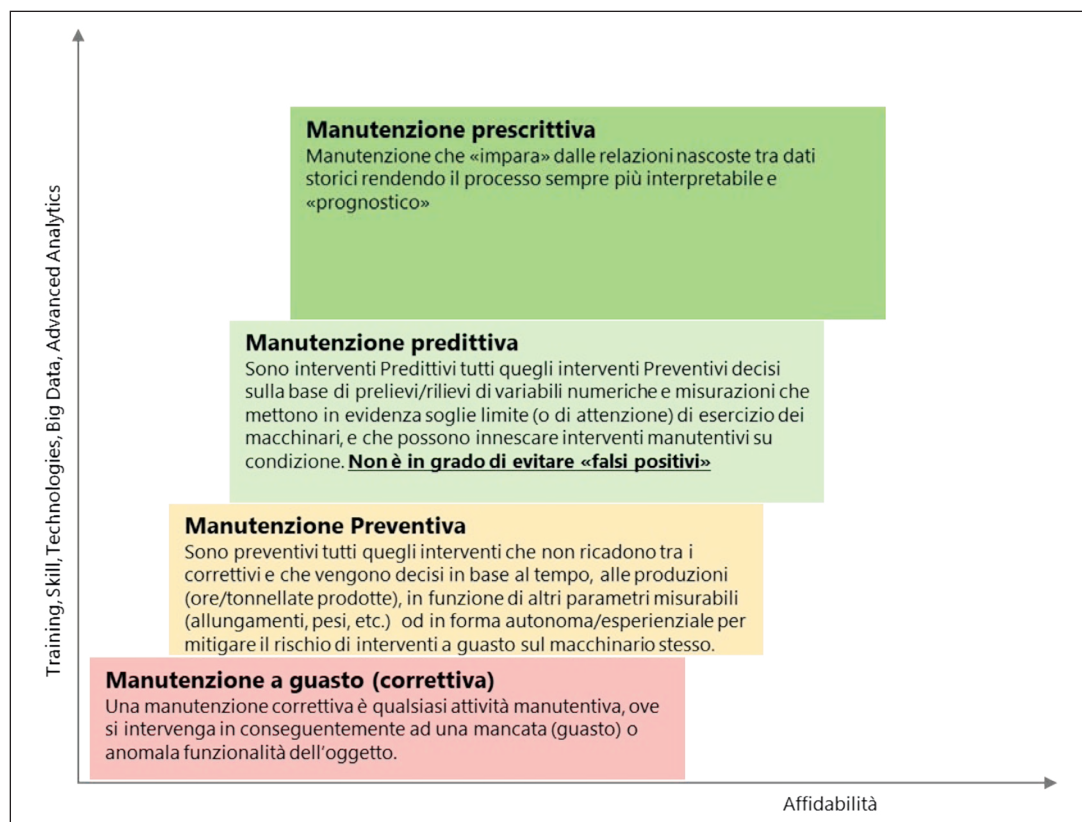 Training, Skill, Technologies, Big Data, Advanced Analytics
Manutenzione prescrittiva
Manutenzione che «impara» dalle relazioni nascoste tra dati
storici rendendo il processo sempre più interpretabile e
«prognostico»
Manutenzione predittiva
Sono interventi Predittivi tutti quegli interventi Preventivi decisi
sulla base di prelievi/rilievi di variabili numeriche e misurazioni che
mettono in evidenza soglie limite (o di attenzione) di esercizio dei
macchinari, e che possono innescare interventi manutentivi su
condizione. Non è in grado di evitare «falsi positivi»
Manutenzione Preventiva
Sono preventivi tutti quegli interventi che non ricadono tra i
correttivi e che vengono decisi in base al tempo, alle produzioni
(ore/tonnellate prodotte), in funzione di altri parametri misurabili
(allungamenti, pesi, etc.) od in forma autonoma/esperienziale per
mitigare il rischio di interventi a guasto sul macchinario stesso.
Manutenzione a guasto (correttiva)
Una manutenzione correttiva è qualsiasi attività manutentiva, ove
si intervenga in conseguentemente ad una mancata (guasto) o
anomala funzionalità dell'oggetto.
Affidabilità